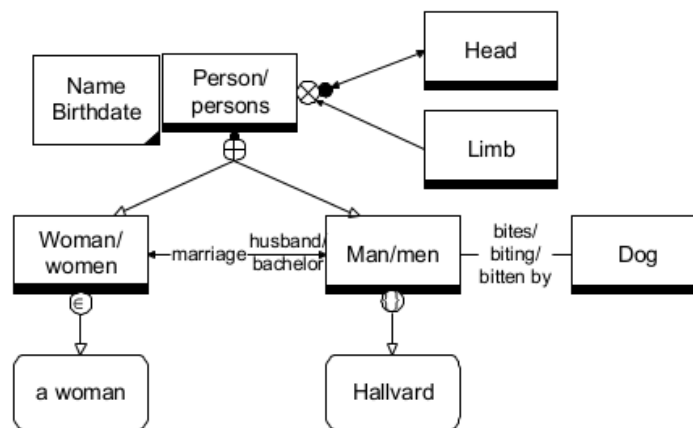 Name
Birthdate
Person/
persons
Head
Limb
Woman/
women
marriage
husband/
bachelor
Man/men
bites/
biting/
bitten by
Dog
∈
{}
a woman
Hallvard